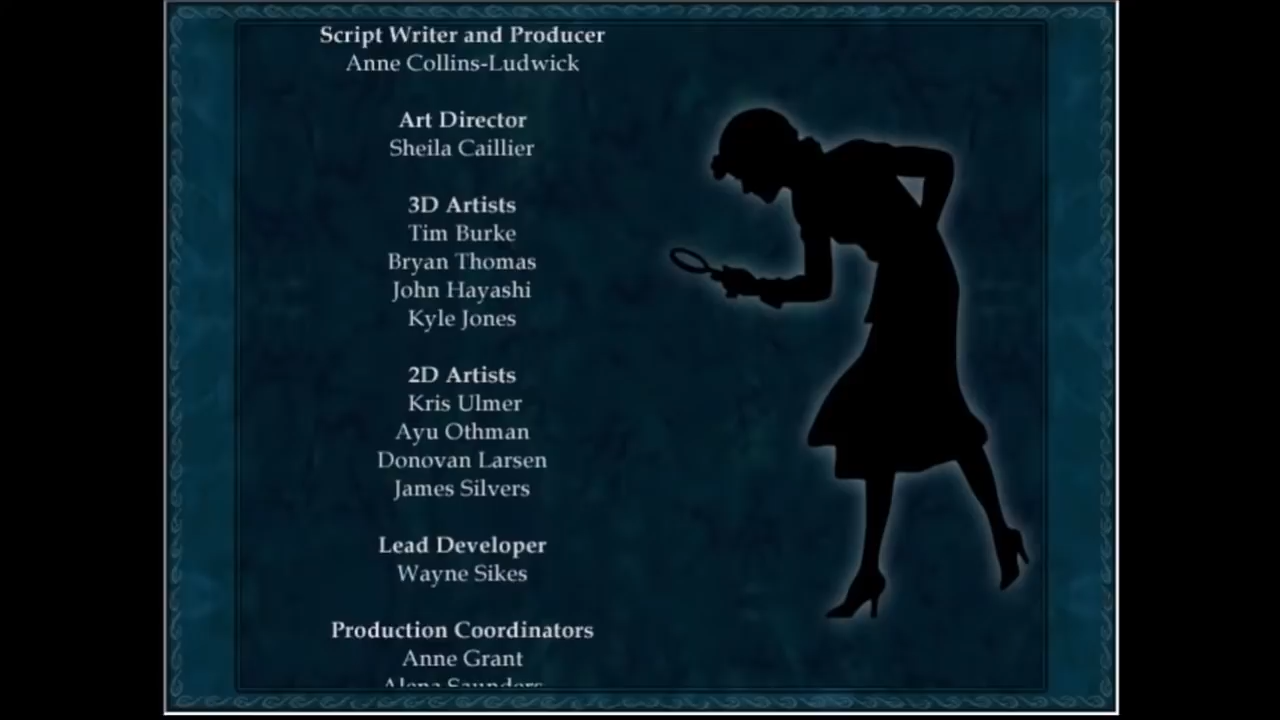 Script Writer and Producer
Anne Collins-Ludwick
Art Director
Sheila Caillier
3D Artists
Tim Burke
Bryan Thomas
John Hayashi
Kyle Jones
2D Artists
Kris Ulmer
Ayu Othman
Donovan Larsen
James Silvers
Lead Developer
Wayne Sikes
Production Coordinators
Anne Grant
Alena Saunders